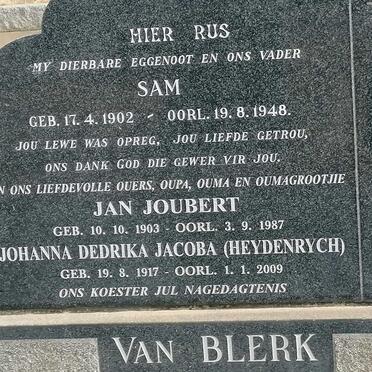 HIER RUS
MY DIERBARE EGGENOOT EN ONS VADER
SAM
GEB. 17. 4. 1902 - OORL. 19. 8. 1948.
JOU LEWE WAS OPREG, JOU LIEFDE GETROU,
ONS DANK GOD DIE GEWER VIR JOU.
EN ONS LIEFDEVOLLE OUERS, OUPA, OUMA EN OUMAGROOTJIE
JAN JOUBERT
GEB. 10. 10. 1903 - OORL. 3. 9. 1987
JOHANNA DEDRIKA JACOBA (HEYDENRYCH)
GEB. 19. 8. 1917 - OORL. 1. 1. 2009
ONS KOESTER JUL NAGEDAGTENIS
VAN BLERK